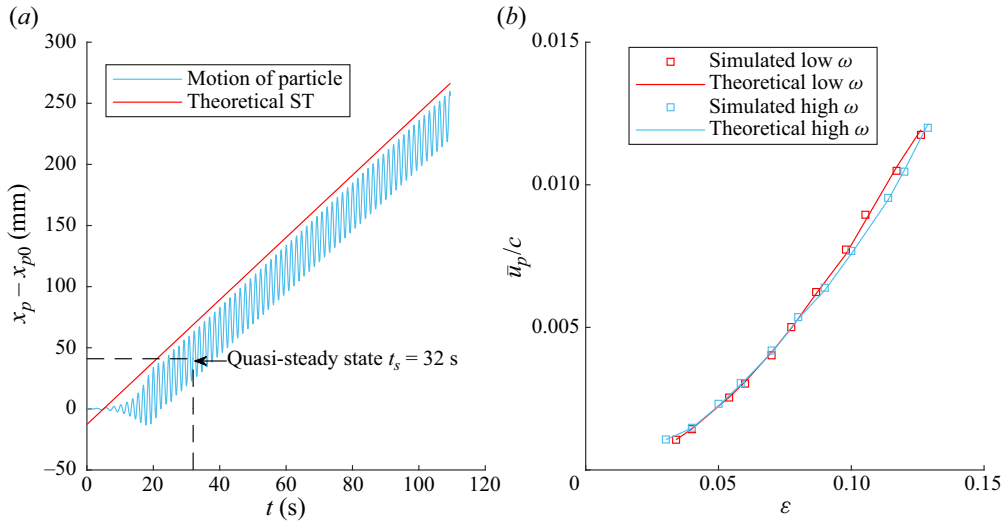 (a)
300
250
200
150
100
50
0
–50
x_p – x_{p0} (mm)
Motion of particle
Theoretical ST
Quasi-steady state t_s = 32 s
0 20 40 60 80 100 120
t (s)
(b)
0.015
0.010
0.005
ū_p/c
Simulated low ω
Theoretical low ω
Simulated high ω
Theoretical high ω
0 0.05 0.10 0.15
ε